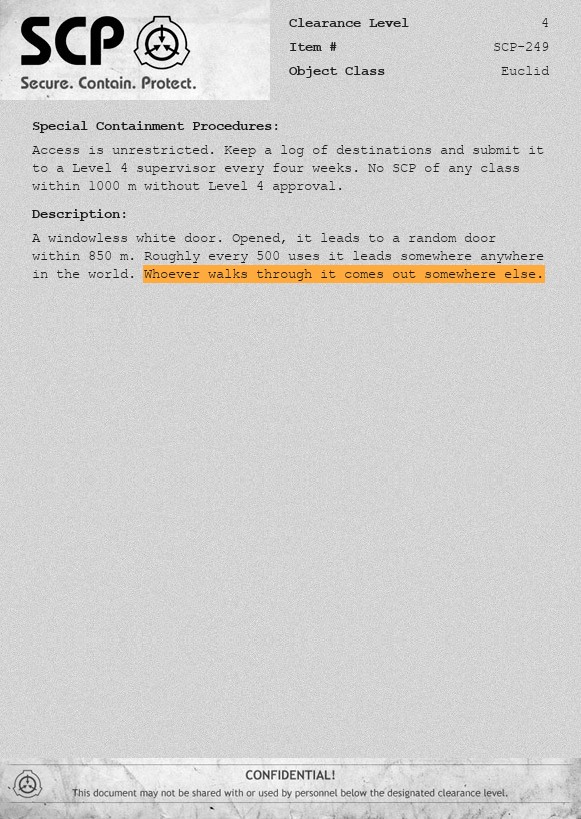 SCP
Secure. Contain. Protect.
Clearance Level 4
Item # SCP-249
Object Class Euclid
Special Containment Procedures:
Access is unrestricted. Keep a log of destinations and submit it
to a Level 4 supervisor every four weeks. No SCP of any class
within 1000 m without Level 4 approval.
Description:
A windowless white door. Opened, it leads to a random door
within 850 m. Roughly every 500 uses it leads somewhere anywhere
in the world. Whoever walks through it comes out somewhere else.
CONFIDENTIAL!
This document may not be shared with or used by personnel below the designated clearance level.